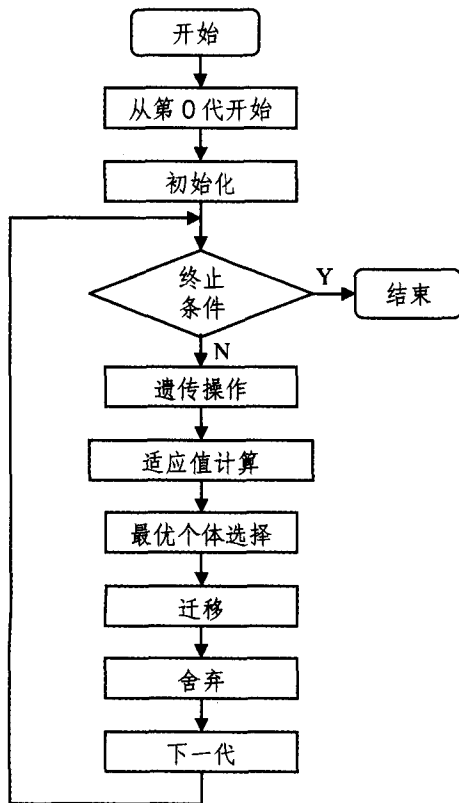 开始
从第0代开始
初始化
终止
条件
Y
结束
N
遗传操作
适应值计算
最优个体选择
迁移
舍弃
下一代